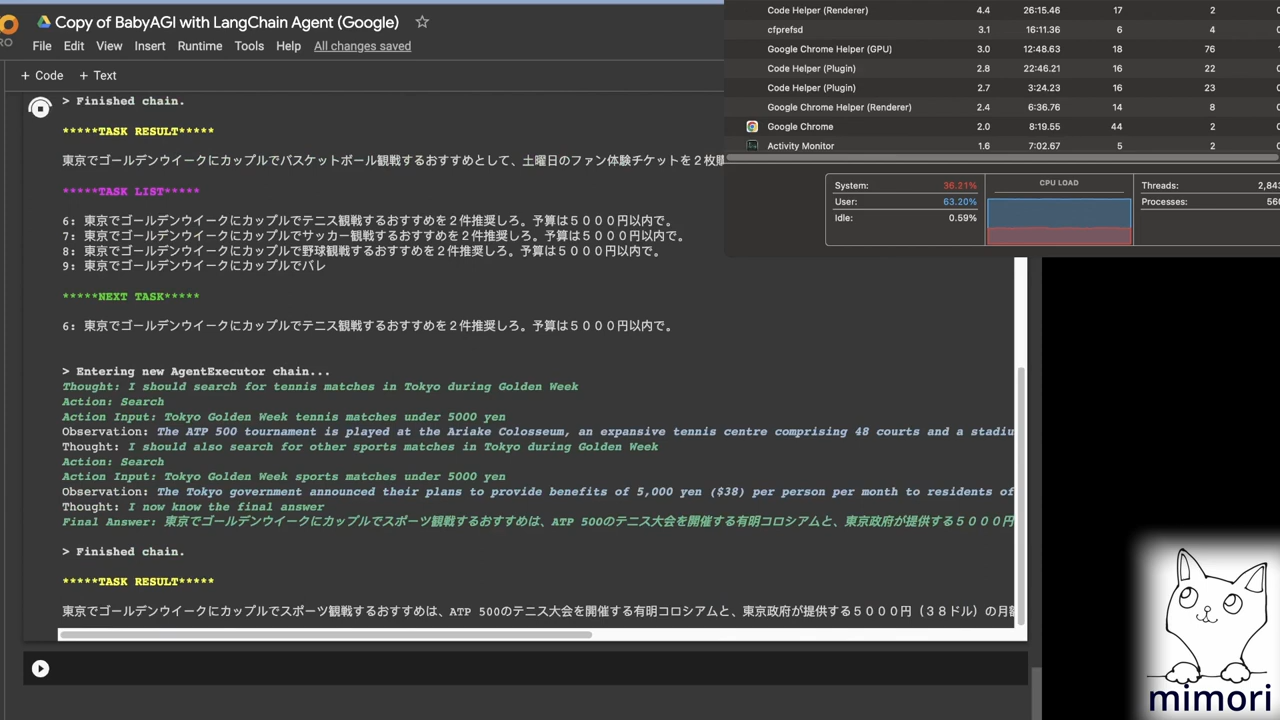 Copy of BabyAGI with LangChain Agent (Google)
File Edit View Insert Runtime Tools Help All changes saved
+ Code + Text
> Finished chain.
*****TASK RESULT*****
東京でゴールデンウイークにカップルでバスケットボール観戦するおすすめとして、土曜日のファン体験チケットを２枚購
*****TASK LIST*****
6: 東京でゴールデンウイークにカップルでテニス観戦するおすすめを２件推奨しろ。予算は５０００円以内で。
7: 東京でゴールデンウイークにカップルでサッカー観戦するおすすめを２件推奨しろ。予算は５０００円以内で。
8: 東京でゴールデンウイークにカップルで野球観戦するおすすめを２件推奨しろ。予算は５０００円以内で。
9: 東京でゴールデンウイークにカップルでバレ
*****NEXT TASK*****
6: 東京でゴールデンウイークにカップルでテニス観戦するおすすめを２件推奨しろ。予算は５０００円以内で。
> Entering new AgentExecutor chain...
Thought: I should search for tennis matches in Tokyo during Golden Week
Action: Search
Action Input: Tokyo Golden Week tennis matches under 5000 yen
Observation: The ATP 500 tournament is played at the Ariake Colosseum, an expansive tennis centre comprising 48 courts and a stadiu
Thought: I should also search for other sports matches in Tokyo during Golden Week
Action: Search
Action Input: Tokyo Golden Week sports matches under 5000 yen
Observation: The Tokyo government announced their plans to provide benefits of 5,000 yen ($38) per person per month to residents of
Thought: I now know the final answer
Final Answer: 東京でゴールデンウイークにカップルでスポーツ観戦するおすすめは、ATP 500のテニス大会を開催する有明コロシアムと、東京政府が提供する５０００円
> Finished chain.
*****TASK RESULT*****
東京でゴールデンウイークにカップルでスポーツ観戦するおすすめは、ATP 500のテニス大会を開催する有明コロシアムと、東京政府が提供する５０００円（３８ドル）の月額
Code Helper (Renderer) 4.4 26:15.46 17 2
cfprefsd 3.1 16:11.36 6 4
Google Chrome Helper (GPU) 3.0 12:48.63 18 76
Code Helper (Plugin) 2.8 22:46.21 16 22
Code Helper (Plugin) 2.7 3:24.23 16 23
Google Chrome Helper (Renderer) 2.4 6:36.76 14 8
Google Chrome 2.0 8:19.55 44 2
Activity Monitor 1.6 7:02.67 5 2
System: 36.21%
User: 63.20%
Idle: 0.59%
CPU LOAD
Threads: 2,843
Processes: 560
mimori